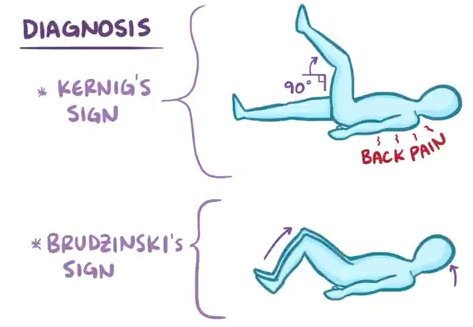 DIAGNOSIS
* KERNIG'S
SIGN
90°
BACK PAIN
* BRUDZINSKI'S
SIGN